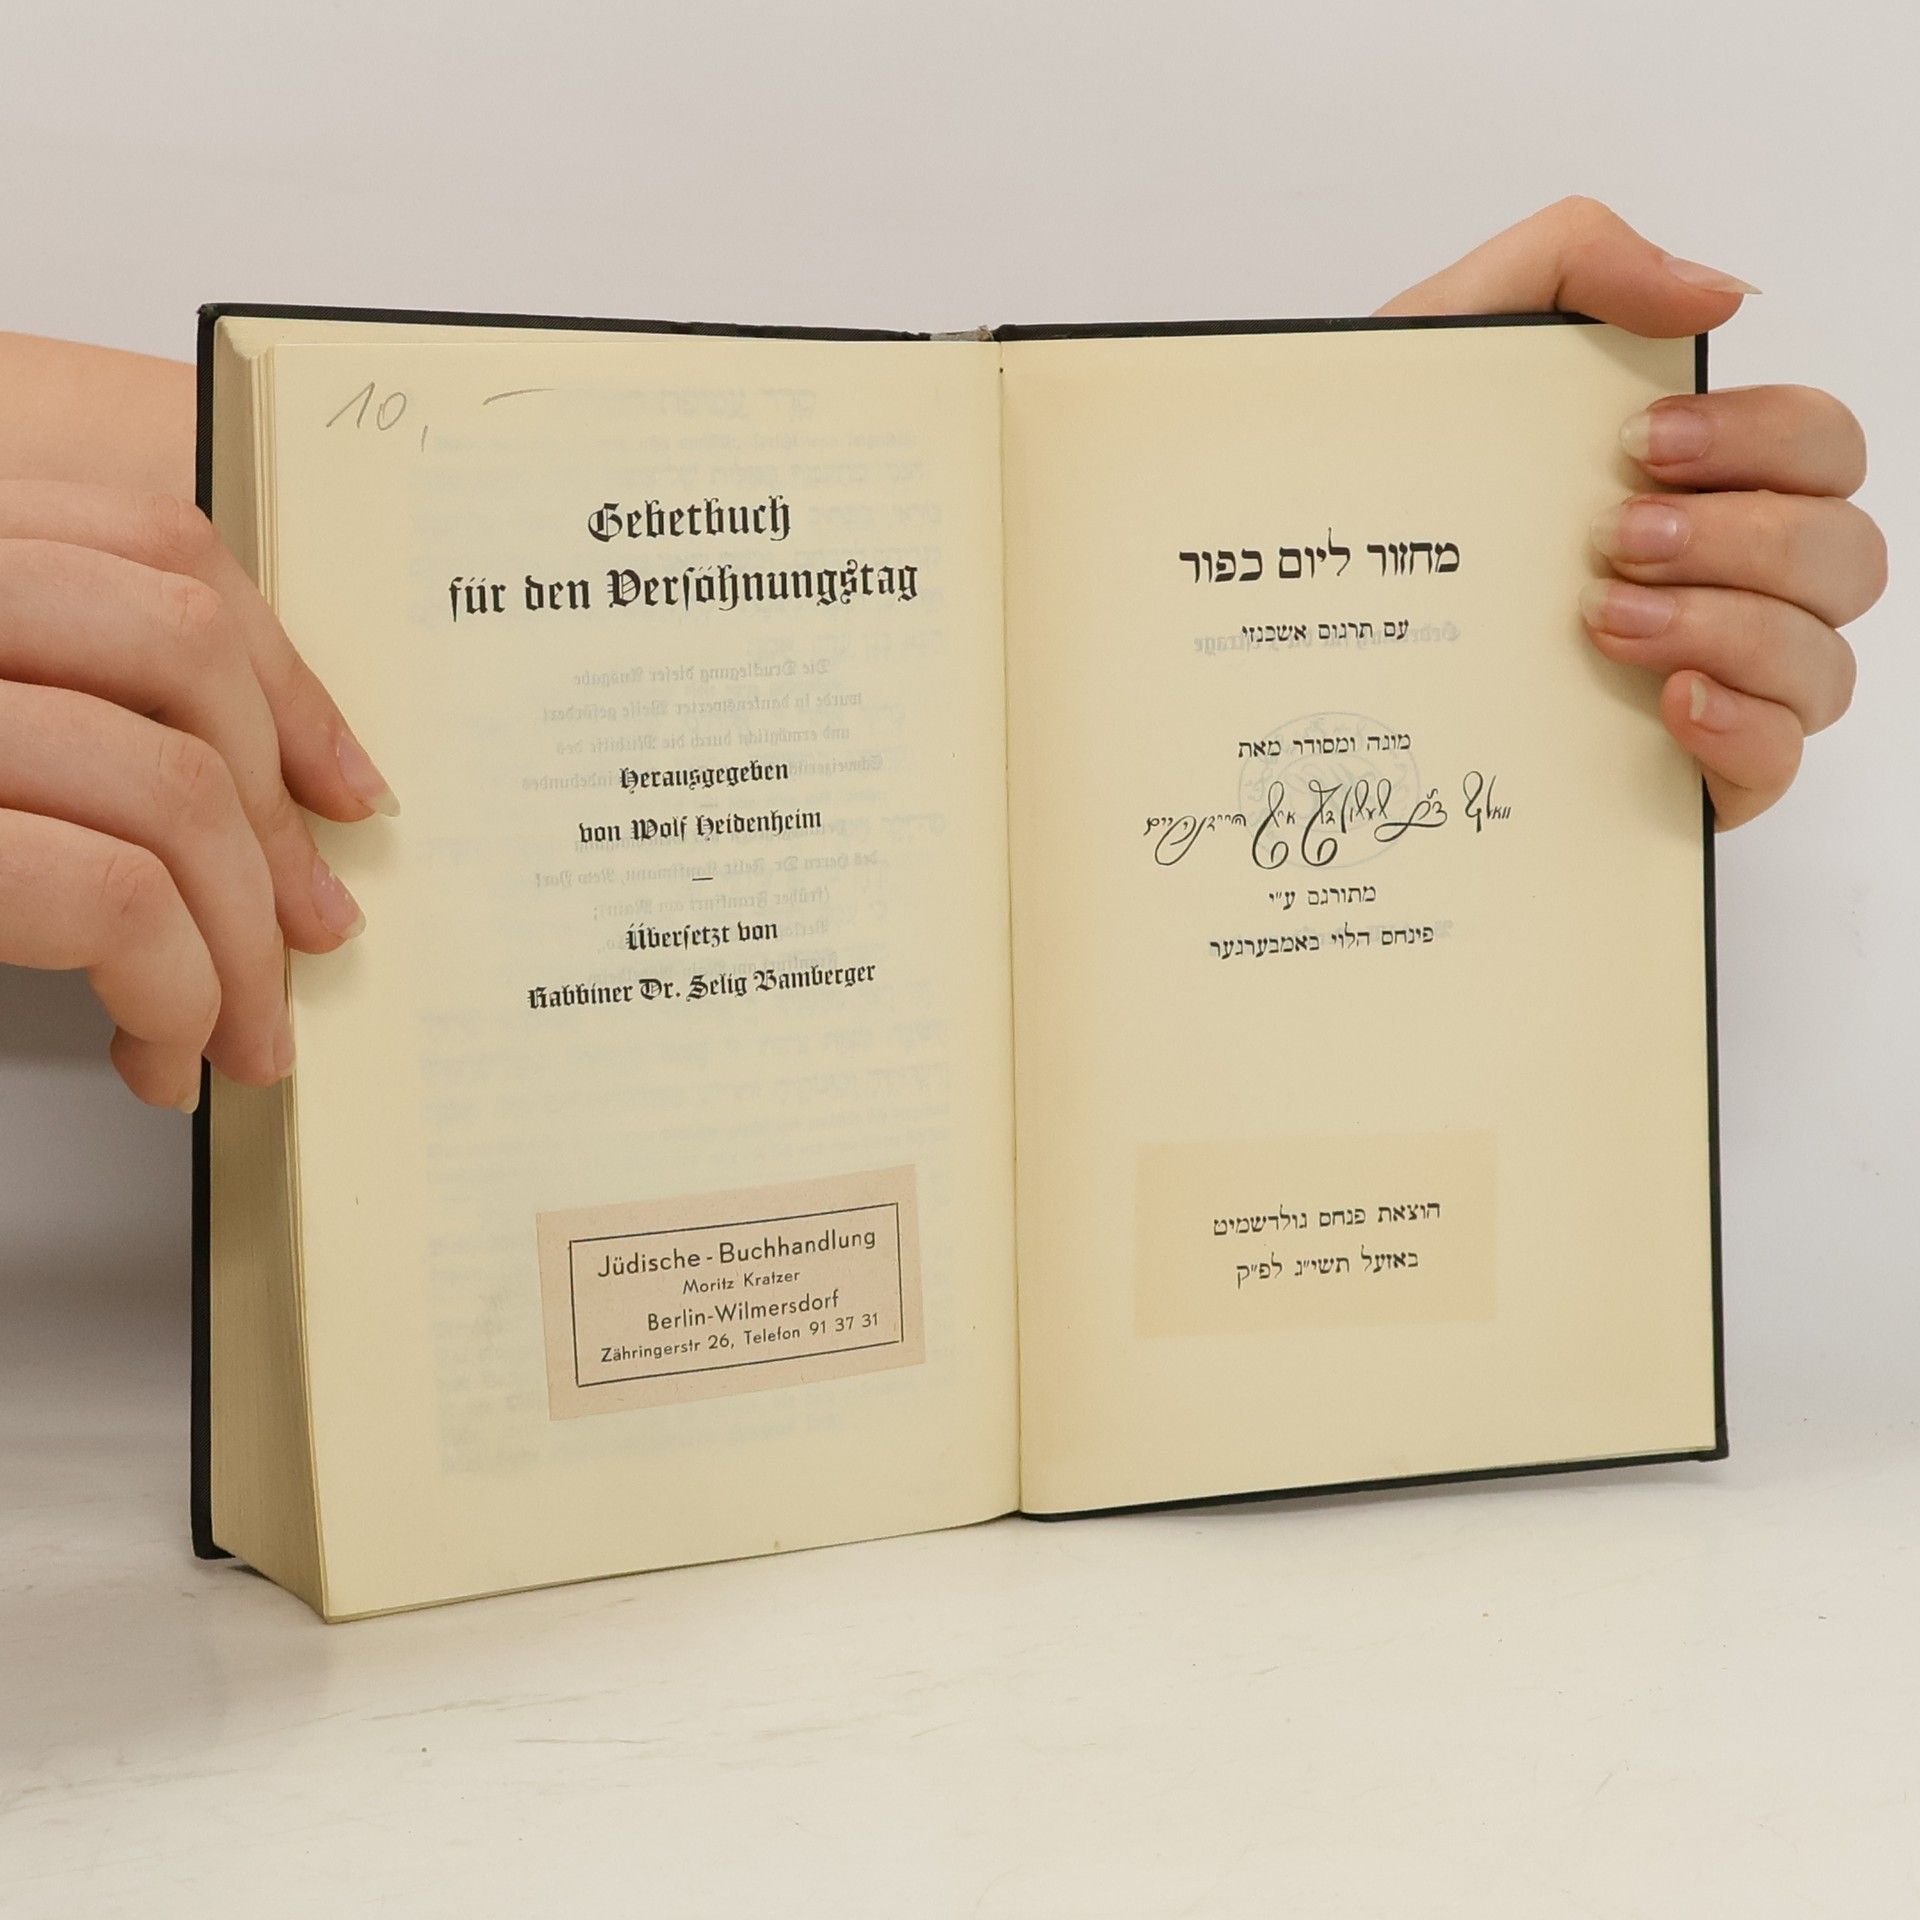 10, –
Gebetbuch
für den Versöhnungstag
Herausgegeben
von Wolf Heidenheim
Übersetzt von
Rabbiner Dr. Selig Bamberger
Jüdische-Buchhandlung
Moritz Kratzer
Berlin-Wilmersdorf
Zähringerstr 26, Telefon 91 37 31
מחזור ליום כפור
עם תרגום אשכנזי
מוגה ומסודר מאת
מתורגם ע״י
פינחס הלוי באמבערגער
הוצאת פנחס גולדשמיט
באזעל תשי״ג לפ״ק